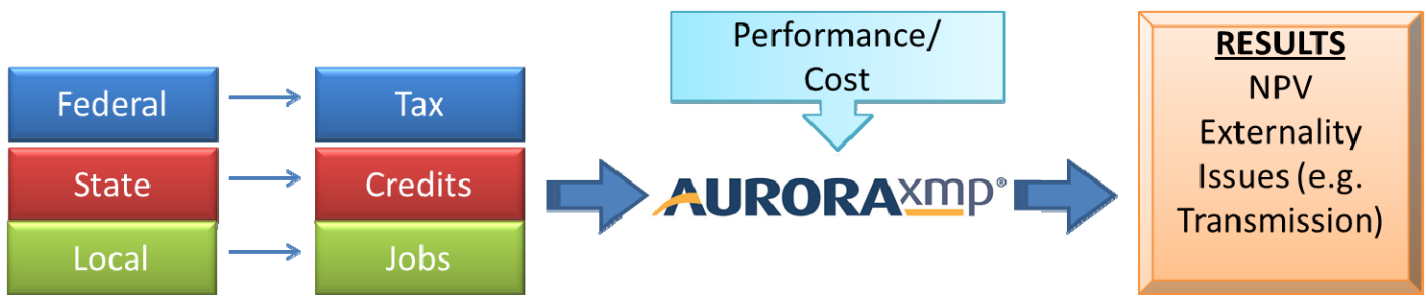 Federal
Tax
State
Credits
Local
Jobs
Performance/
Cost
AURORAxmp®
RESULTS
NPV
Externality
Issues (e.g.
Transmission)